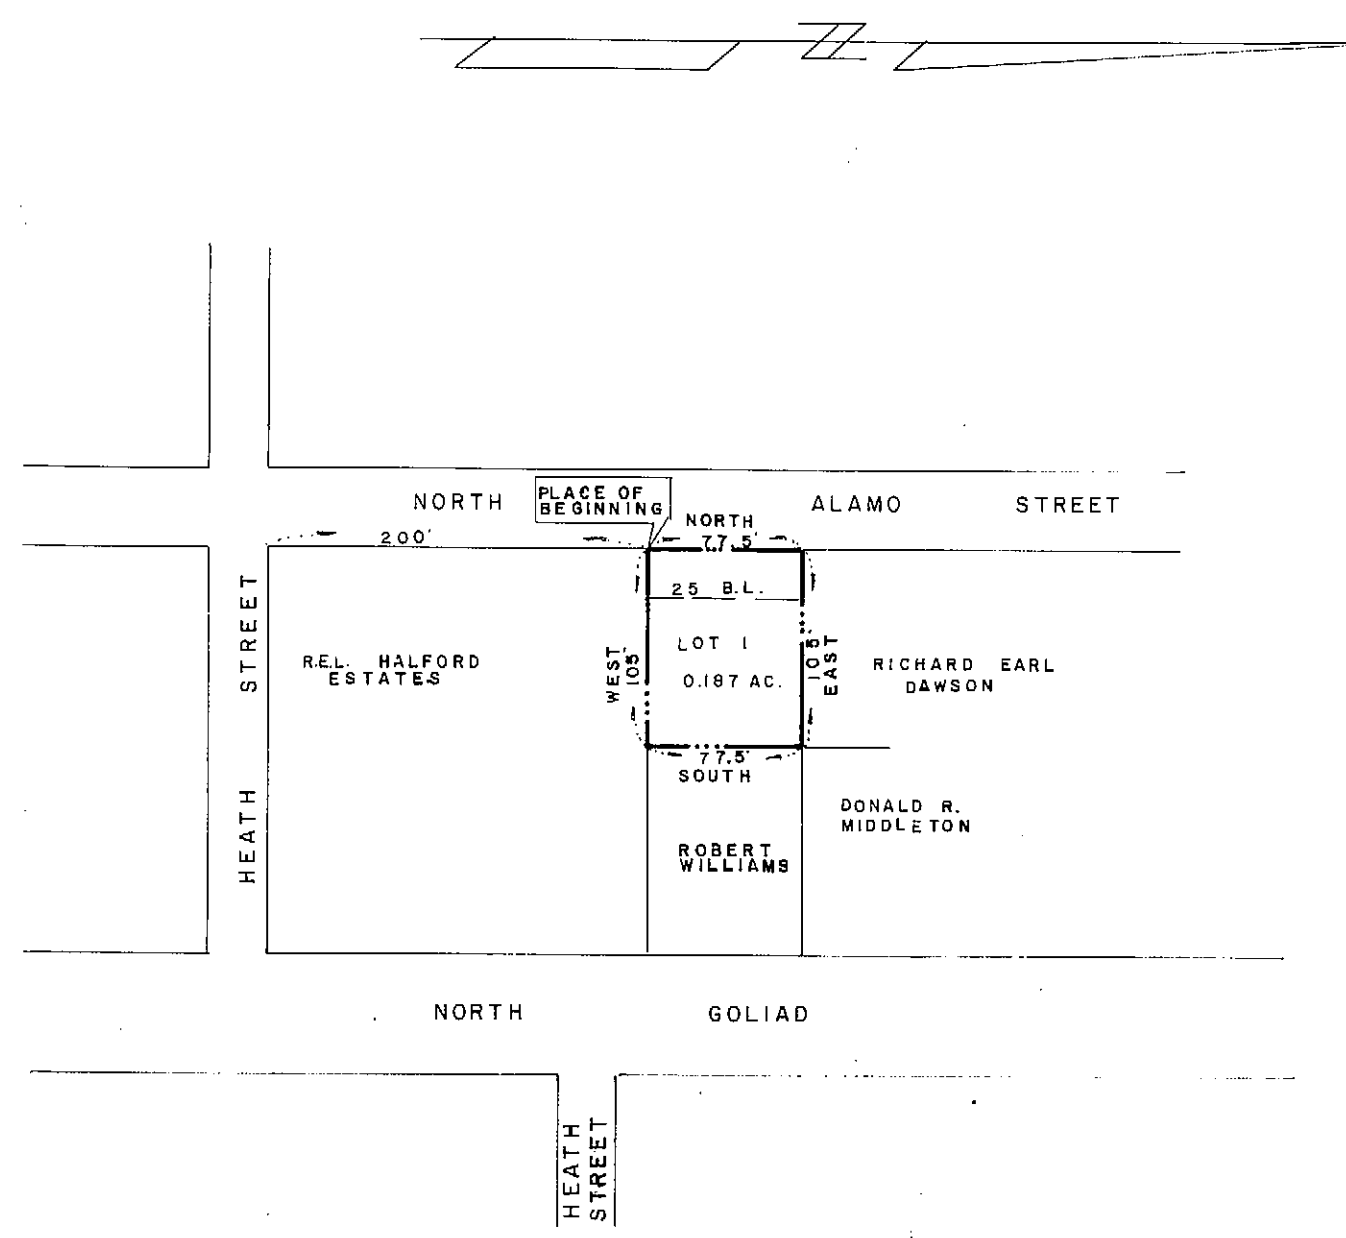 N
NORTH ALAMO STREET
PLACE OF
BEGINNING
NORTH
77.5'
200'
25 B.L.
LOT 1
0.187 AC.
WEST
105'
105'
EAST
77.5'
SOUTH
R.E.L. HALFORD
ESTATES
RICHARD EARL
DAWSON
DONALD R.
MIDDLETON
ROBERT
WILLIAMS
HEATH STREET
NORTH GOLIAD
HEATH
STREET